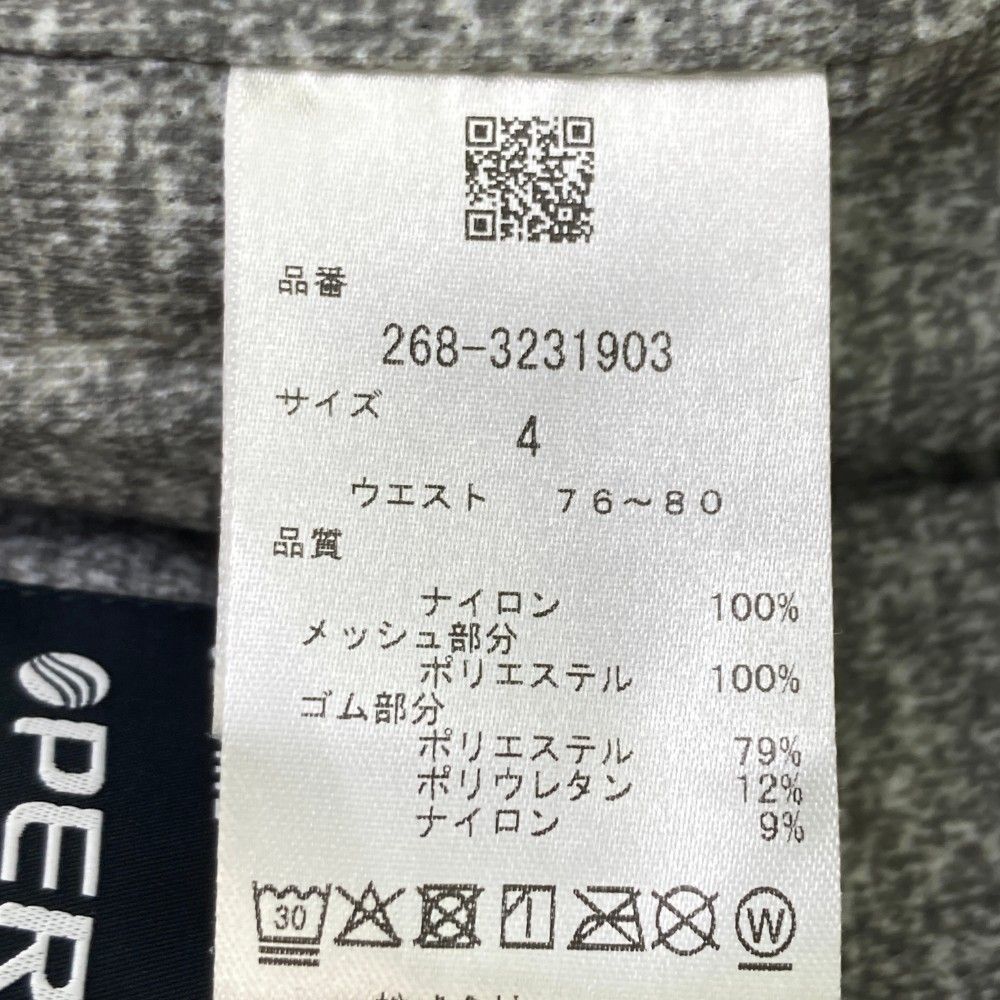 品番
268-3231903
サイズ
4
ウエスト 76～80
品質
ナイロン 100%
メッシュ部分
ポリエステル 100%
ゴム部分
ポリエステル 79%
ポリウレタン 12%
ナイロン 9%
30
W
PER